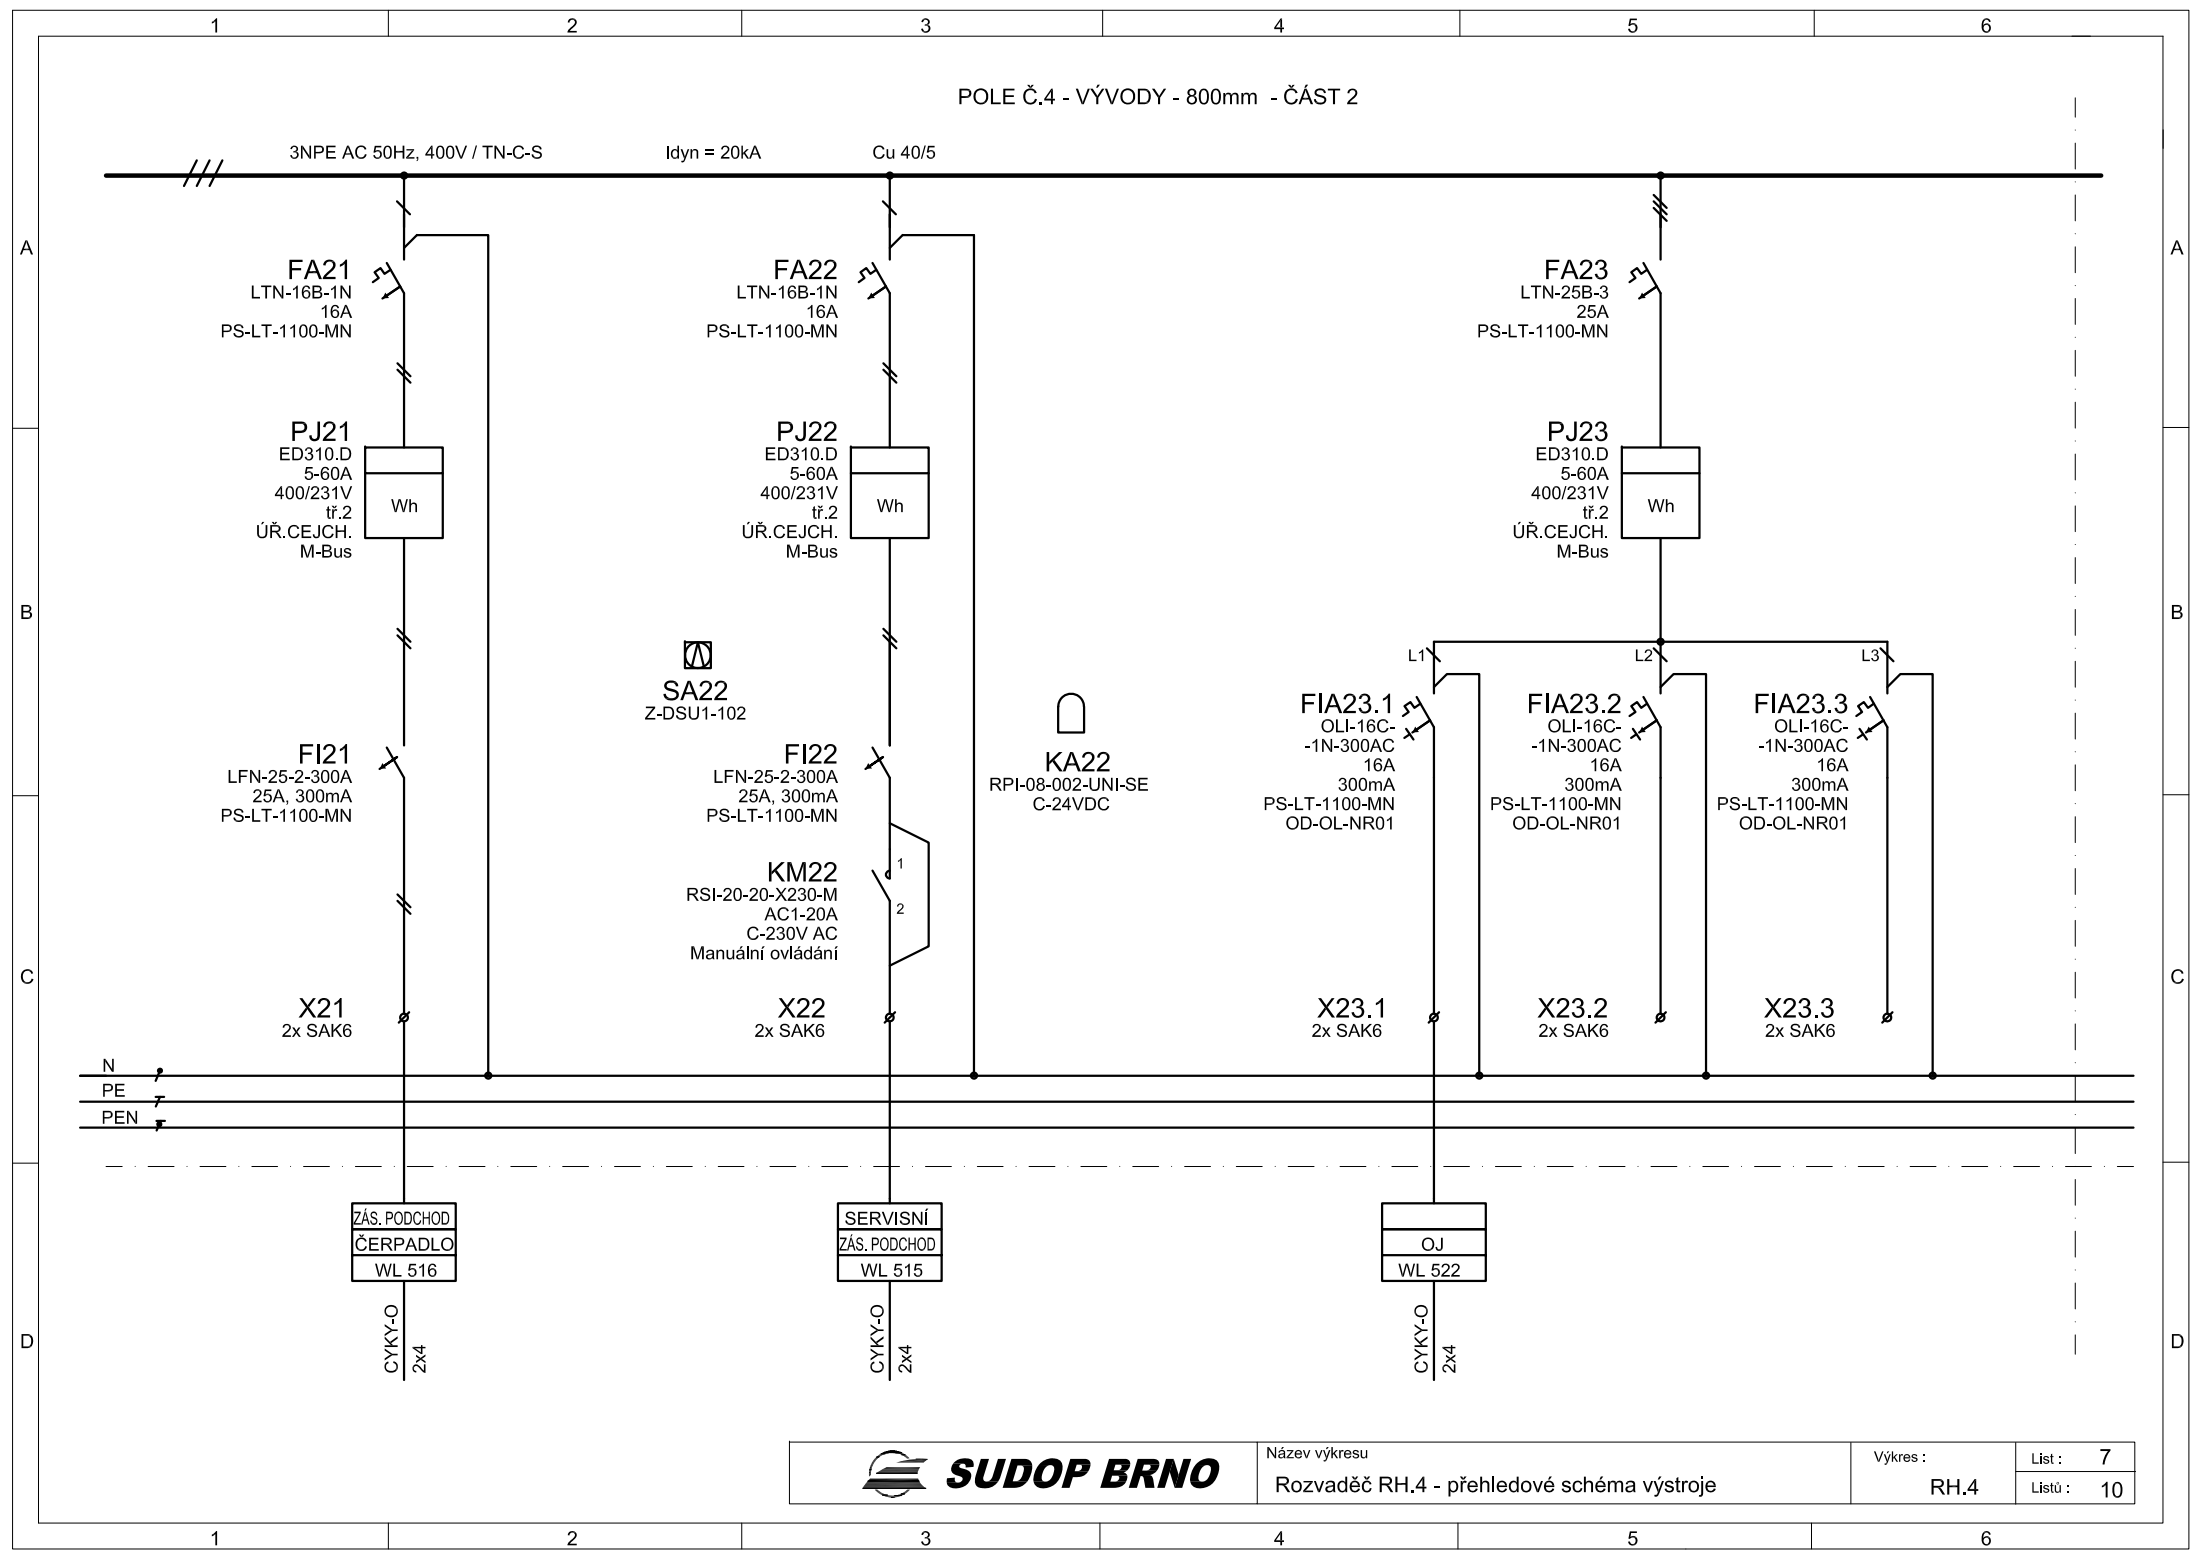 1 2 3 4 5 6
POLE Č.4 - VÝVODY - 800mm - ČÁST 2
3NPE AC 50Hz, 400V / TN-C-S Idyn = 20kA Cu 40/5
A A
FA21
LTN-16B-1N
16A
PS-LT-1100-MN
FA22
LTN-16B-1N
16A
PS-LT-1100-MN
FA23
LTN-25B-3
25A
PS-LT-1100-MN
PJ21
ED310.D
5-60A
400/231V
tř.2
ÚŘ.CEJCH.
M-Bus
Wh
PJ22
ED310.D
5-60A
400/231V
tř.2
ÚŘ.CEJCH.
M-Bus
Wh
PJ23
ED310.D
5-60A
400/231V
tř.2
ÚŘ.CEJCH.
M-Bus
Wh
B B
SA22
Z-DSU1-102
L1 L2 L3
FI21
LFN-25-2-300A
25A, 300mA
PS-LT-1100-MN
FI22
LFN-25-2-300A
25A, 300mA
PS-LT-1100-MN
KA22
RPI-08-002-UNI-SE
C-24VDC
FIA23.1
OLI-16C-
-1N-300AC
16A
300mA
PS-LT-1100-MN
OD-OL-NR01
FIA23.2
OLI-16C-
-1N-300AC
16A
300mA
PS-LT-1100-MN
OD-OL-NR01
FIA23.3
OLI-16C-
-1N-300AC
16A
300mA
PS-LT-1100-MN
OD-OL-NR01
KM22
RSI-20-20-X230-M
AC1-20A
C-230V AC
Manuální ovládání
1
2
C C
X21
2x SAK6
X22
2x SAK6
X23.1
2x SAK6
X23.2
2x SAK6
X23.3
2x SAK6
N
PE
PEN
ZÁS. PODCHOD
ČERPADLO
WL 516
CYKY-O
2x4
SERVISNÍ
ZÁS. PODCHOD
WL 515
CYKY-O
2x4
OJ
WL 522
CYKY-O
2x4
D D
SUDOP BRNO
Název výkresu
Rozvaděč RH.4 - přehledové schéma výstroje
Výkres :
RH.4
List : 7
Listů : 10
1 2 3 4 5 6